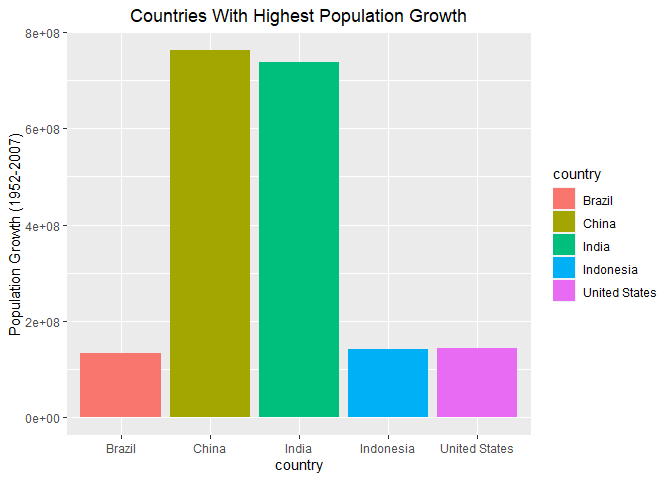 Countries With Highest Population Growth
Population Growth (1952-2007)
8e+08
6e+08
4e+08
2e+08
0e+00
Brazil
China
India
Indonesia
United States
country
country
Brazil
China
India
Indonesia
United States